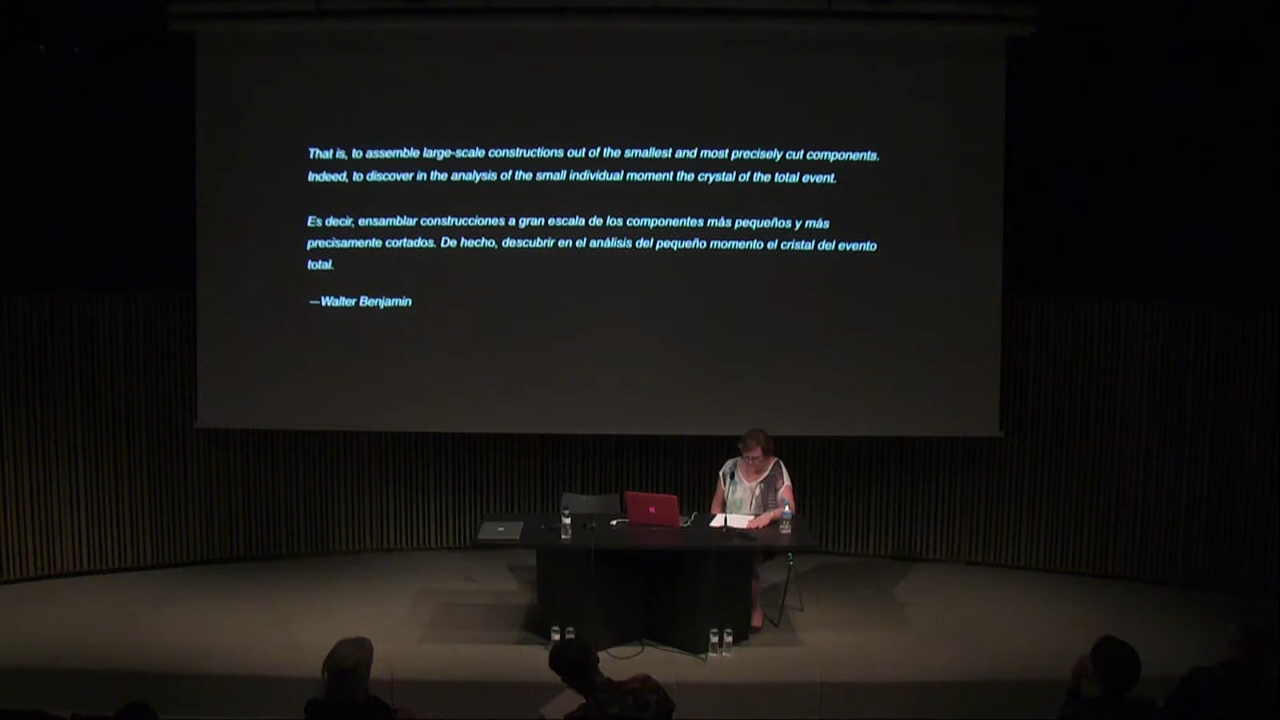 That is, to assemble large-scale constructions out of the smallest and most precisely cut components.
Indeed, to discover in the analysis of the small individual moment the crystal of the total event.
Es decir, ensamblar construcciones a gran escala de los componentes más pequeños y más
precisamente cortados. De hecho, descubrir en el análisis del pequeño momento el cristal del evento
total.
—Walter Benjamin